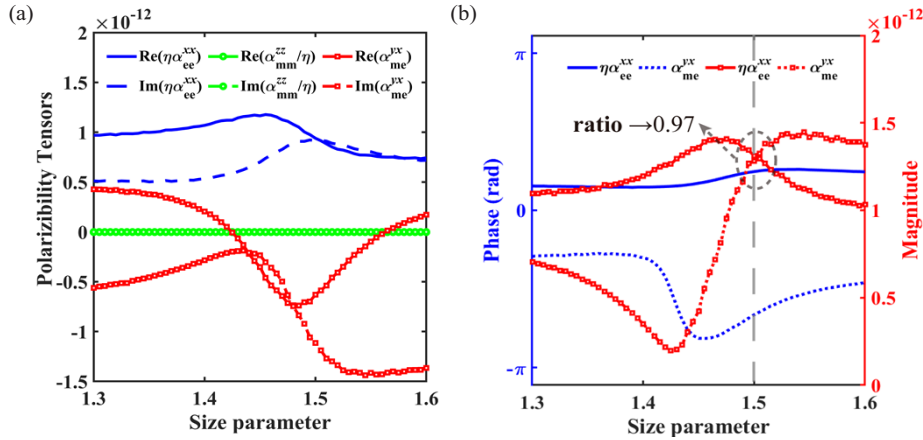 (a)
×10⁻¹²
2
1.5
1
0.5
0
-0.5
-1
-1.5
Polarizibility Tensors
Re(ηα_ee^xx) Re(α_mm^zz/η) Re(α_me^yx)
Im(ηα_ee^xx) Im(α_mm^zz/η) Im(α_me^yx)
1.3 1.4 1.5 1.6
Size parameter
(b)
×10⁻¹²
π
0
-π
Phase (rad)
ηα_ee^xx α_me^yx ηα_ee^xx α_me^yx
ratio →0.97
2
1.5
1
0.5
0
Magnitude
1.3 1.4 1.5 1.6
Size parameter